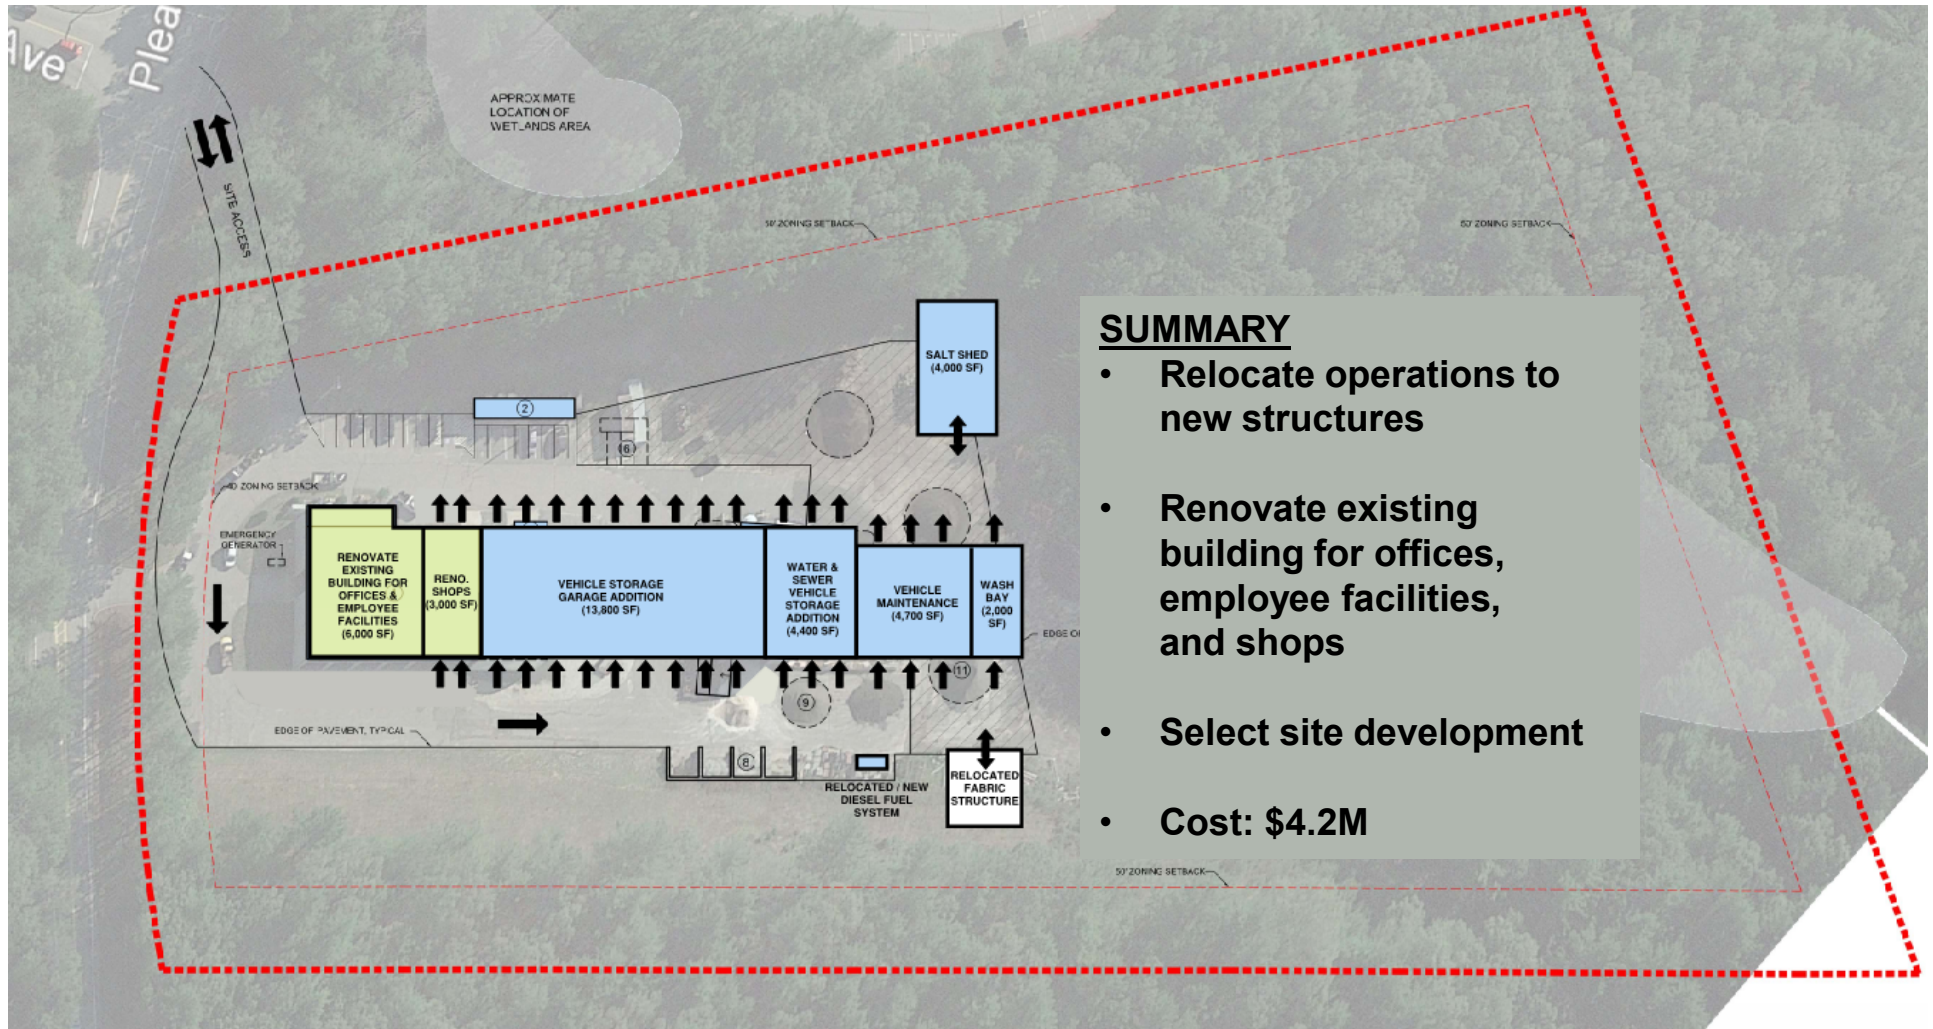 Ave
Plea
APPROXIMATE
LOCATION OF
WETLANDS AREA
SITE ACCESS
50' ZONING SETBACK
50' ZONING SETBACK
SALT SHED
(4,000 SF)
SUMMARY
• Relocate operations to
new structures
• Renovate existing
building for offices,
employee facilities,
and shops
• Select site development
• Cost: $4.2M
2
6
40 ZONING SETBACK
EMERGENCY
GENERATOR
RENOVATE
EXISTING
BUILDING FOR
OFFICES &
EMPLOYEE
FACILITIES
(6,000 SF)
RENO.
SHOPS
(3,000 SF)
VEHICLE STORAGE
GARAGE ADDITION
(13,800 SF)
WATER &
SEWER
VEHICLE
STORAGE
ADDITION
(4,400 SF)
VEHICLE
MAINTENANCE
(4,700 SF)
WASH
BAY
(2,000
SF)
EDGE O
11
9
EDGE OF PAVEMENT, TYPICAL
8
RELOCATED / NEW
DIESEL FUEL
SYSTEM
RELOCATED
FABRIC
STRUCTURE
50' ZONING SETBACK